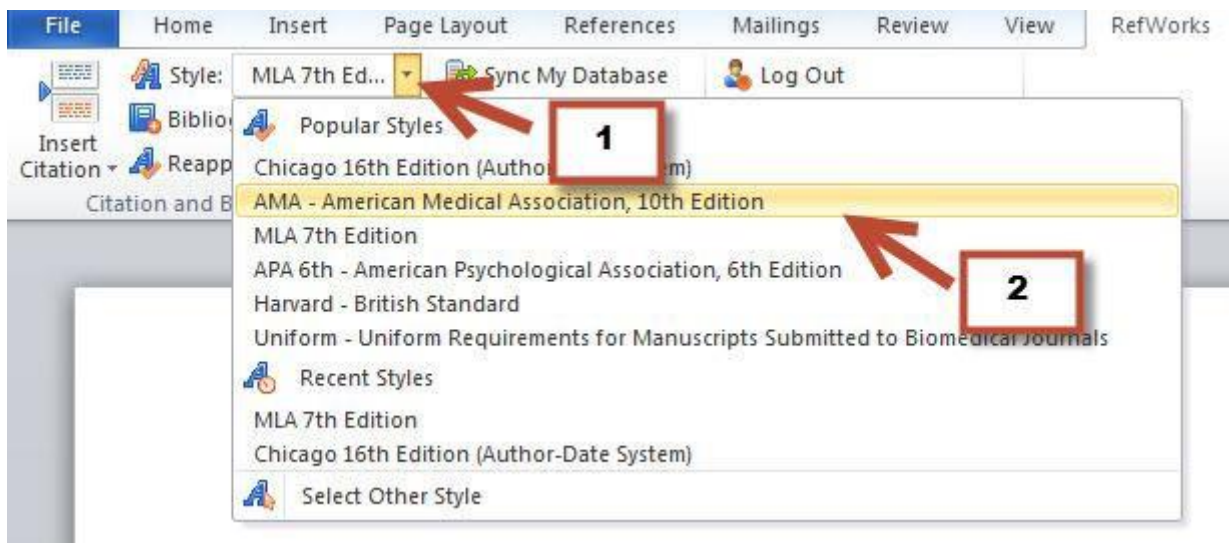 File Home Insert Page Layout References Mailings Review View RefWorks
Style: MLA 7th Ed... Sync My Database Log Out
Insert
Citation
Popular Styles
1
Chicago 16th Edition
AMA - American Medical Association, 10th Edition
MLA 7th Edition
APA 6th - American Psychological Association, 6th Edition
2
Harvard - British Standard
Uniform - Uniform Requirements for Manuscripts Submitted to Biomedical Journals
Recent Styles
MLA 7th Edition
Chicago 16th Edition (Author-Date System)
Select Other Style
Citation and B